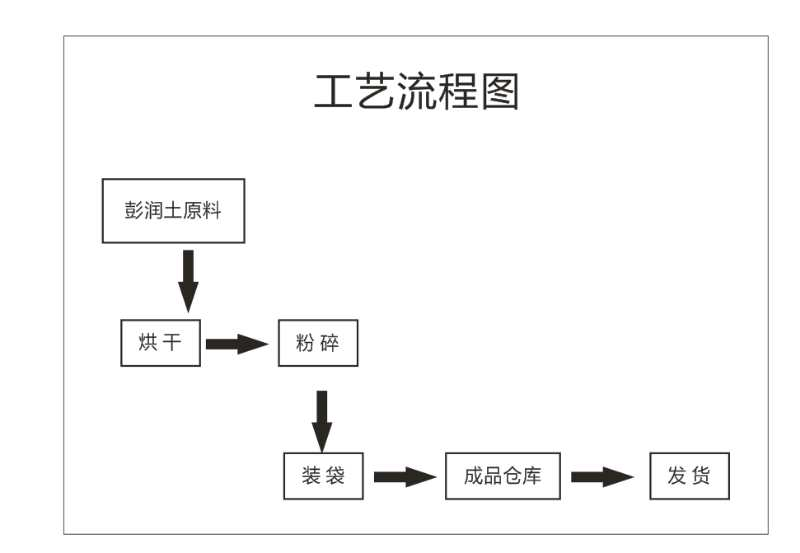 工艺流程图
彭润土原料
烘 干
粉 碎
装 袋
成品仓库
发 货